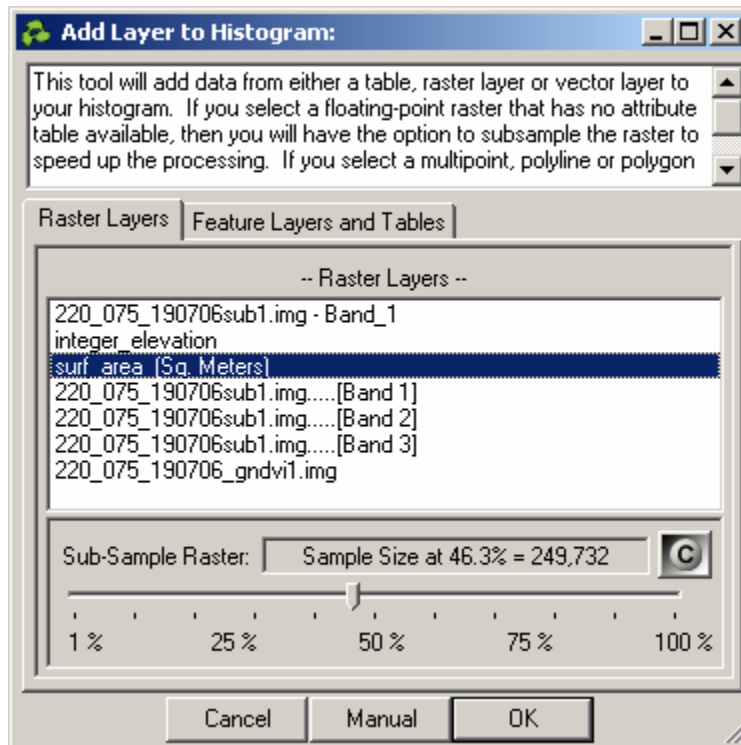 Add Layer to Histogram:
This tool will add data from either a table, raster layer or vector layer to
your histogram. If you select a floating-point raster that has no attribute
table available, then you will have the option to subsample the raster to
speed up the processing. If you select a multipoint, polyline or polygon
Raster Layers Feature Layers and Tables
-- Raster Layers --
220_075_190706sub1.img - Band_1
integer_elevation
surf_area (Sq. Meters)
220_075_190706sub1.img.....[Band 1]
220_075_190706sub1.img.....[Band 2]
220_075_190706sub1.img.....[Band 3]
220_075_190706_gndvi1.img
Sub-Sample Raster: Sample Size at 46.3% = 249,732 C
1 % 25 % 50 % 75 % 100 %
Cancel Manual OK